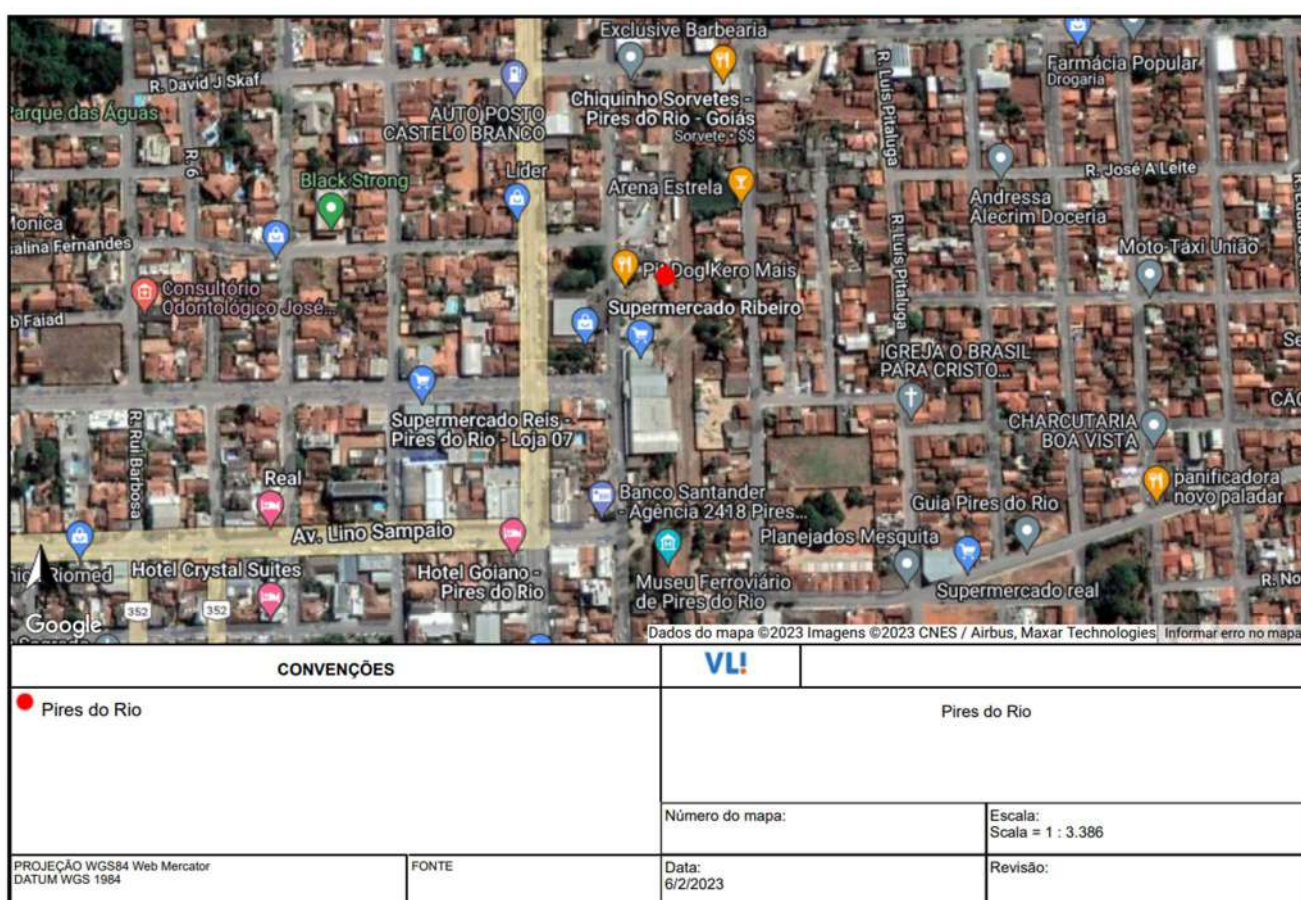 Exclusive Barbearia
R. David J Skaf
Farmácia Popular
Drogaria
AUTO POSTO
CASTELO BRANCO
Chiquinho Sorvetes -
Pires do Rio - Goiás
Sorvete • $$
R. Luís Pitaluga
Parque das Águas
R. 6
Black Strong
Líder
Arena Estrela
R. José A Leite
Andressa
Alecrim Doceria
Monica
salina Fernandes
R. Luís Pitaluga
Moto-Táxi União
Pit Dog Kero Mais
Consultório
Odontológico José...
Supermercado Ribeiro
b Faiad
IGREJA O BRASIL
PARA CRISTO...
Supermercado Reis -
Pires do Rio - Loja 07
CHARCUTARIA
BOA VISTA
R. Rui Barbosa
Real
Banco Santander
- Agência 2418 Pires...
Guia Pires do Rio
panificadora
novo paladar
Av. Lino Sampaio
Planejados Mesquita
Riomed
Hotel Crystal Suites
Hotel Goiano -
Pires do Rio
Museu Ferroviário
de Pires do Rio
Supermercado real
R. No
352
352
Google
Dados do mapa ©2023 Imagens ©2023 CNES / Airbus, Maxar Technologies
Informar erro no mapa
CONVENÇÕES
VL!
Pires do Rio
Pires do Rio
Número do mapa:
Escala:
Scala = 1 : 3.386
PROJEÇÃO WGS84 Web Mercator
DATUM WGS 1984
FONTE
Data:
6/2/2023
Revisão: